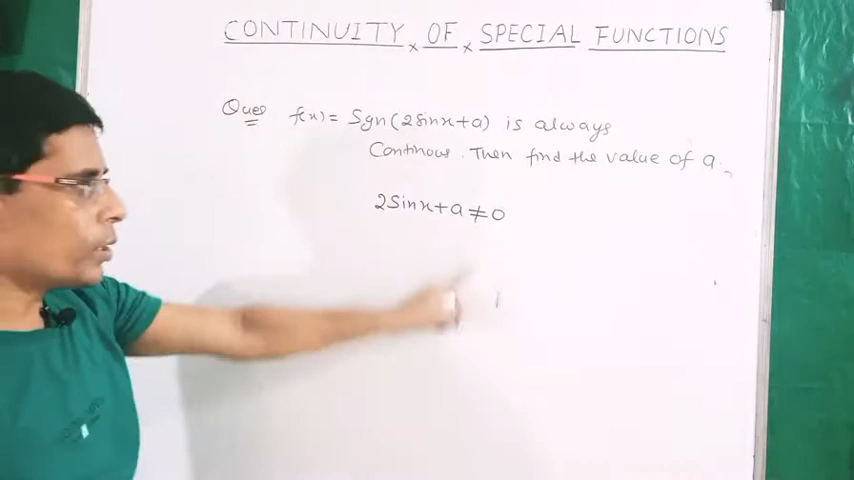 CONTINUITY OF SPECIAL FUNCTIONS
Ques f(x) = Sgn(2Sinx+a) is always
Continous. Then find the value of a.
2Sinx+a≠0